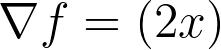 ∇f = (2x)